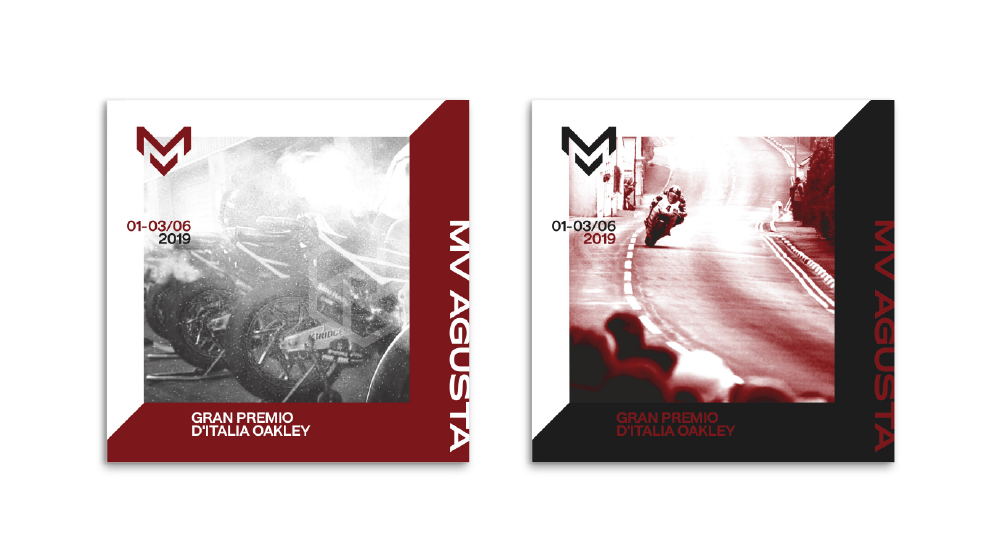 01-03/06
2019
MV AGUSTA
GRAN PREMIO
D'ITALIA OAKLEY
01-03/06
2019
MV AGUSTA
GRAN PREMIO
D'ITALIA OAKLEY